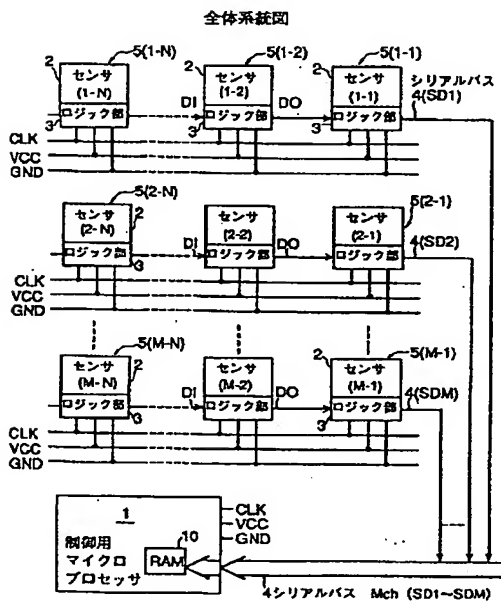 全体系統図
5(1-N)
5(1-2)
5(1-1)
2
センサ
(1-N)
ロジック部
3
DI
センサ
(1-2)
ロジック部
3
DO
2
センサ
(1-1)
ロジック部
3
シリアルバス
4(SD1)
CLK
VCC
GND
5(2-N)
センサ
(2-N)
2
ロジック部
3
DI
センサ
(2-2)
ロジック部
DO
センサ
(2-1)
ロジック部
5(2-1)
4(SD2)
CLK
VCC
GND
5(M-N)
センサ
(M-N)
2
ロジック部
3
DI
センサ
(M-2)
ロジック部
DO
2
センサ
(M-1)
ロジック部
3
5(M-1)
4(SDM)
CLK
VCC
GND
1
制御用
マイクロ
プロセッサ
10
RAM
CLK
VCC
GND
4シリアルバス Mch (SD1~SDM)